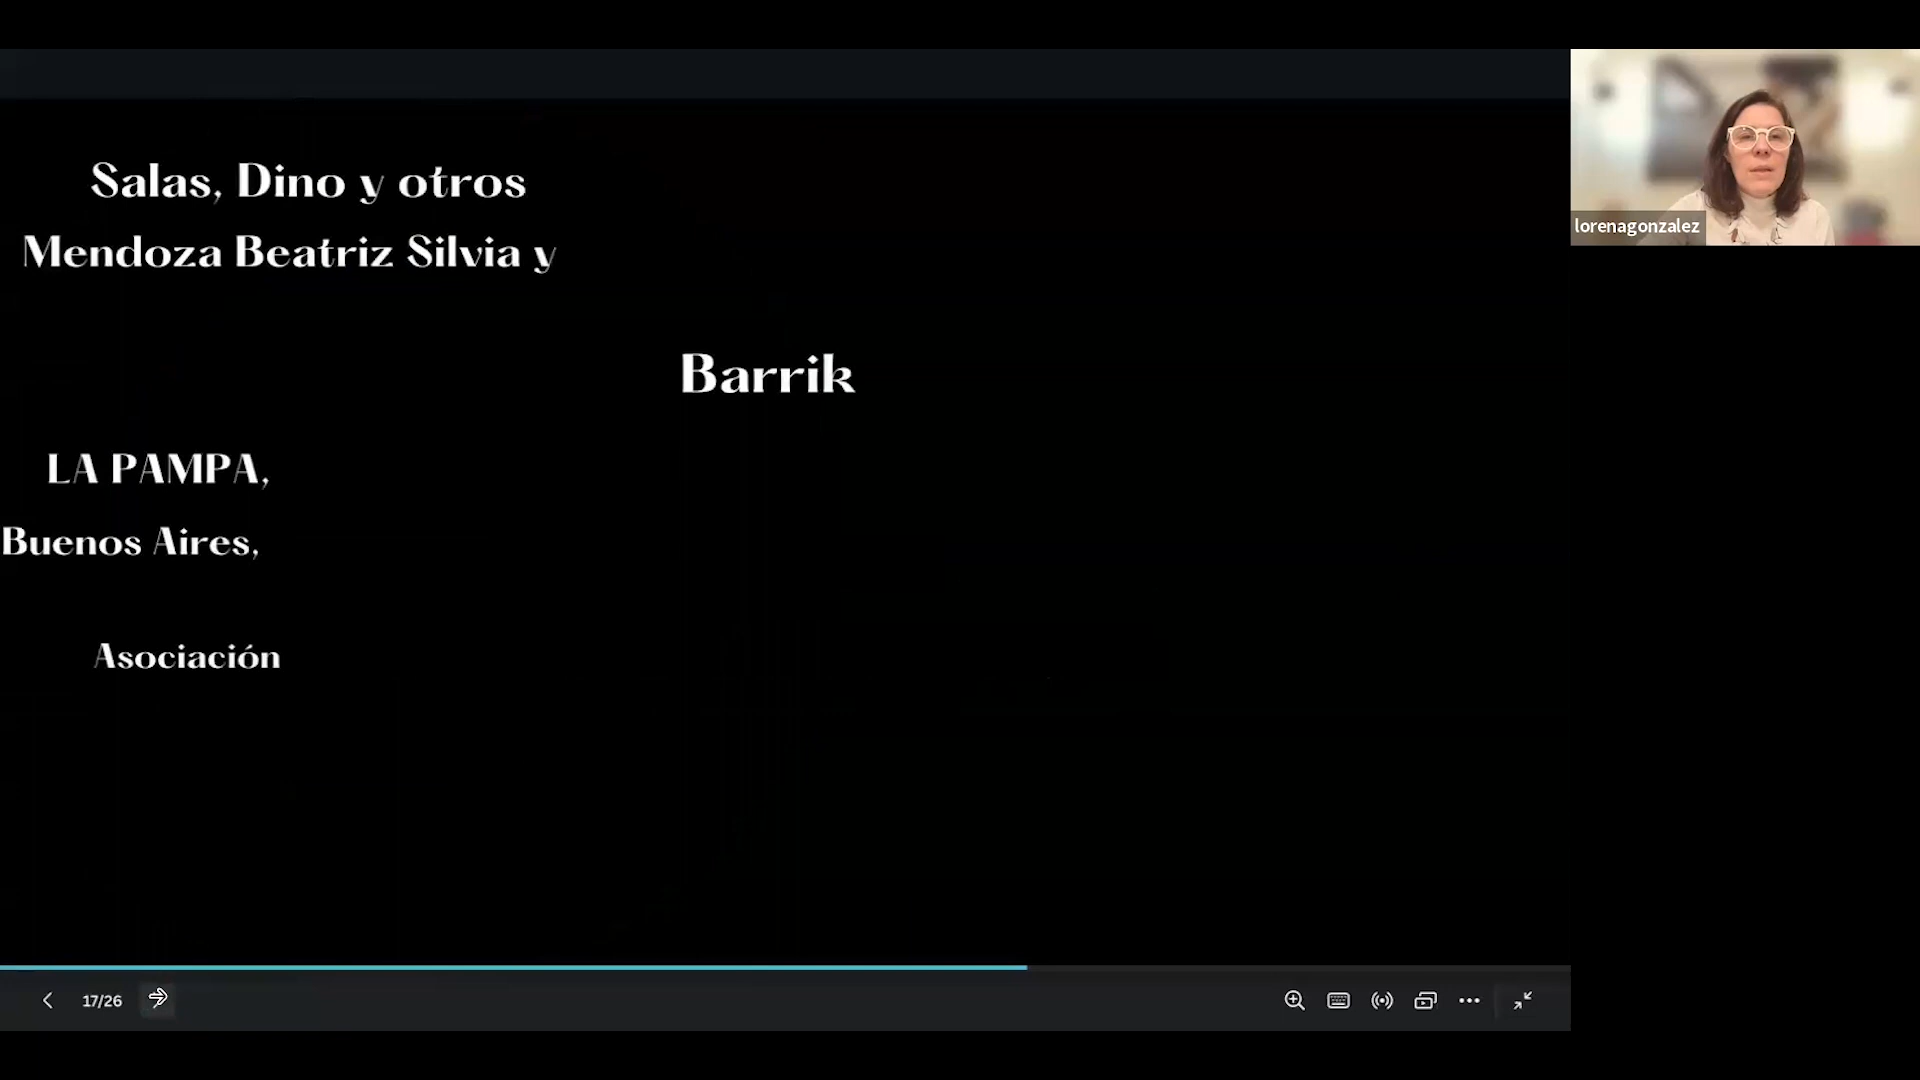 Salas, Dino y otros
Mendoza Beatriz Silvia y
Barrik
LA PAMPA,
Buenos Aires,
Asociación
lorenagonzalez
17/26